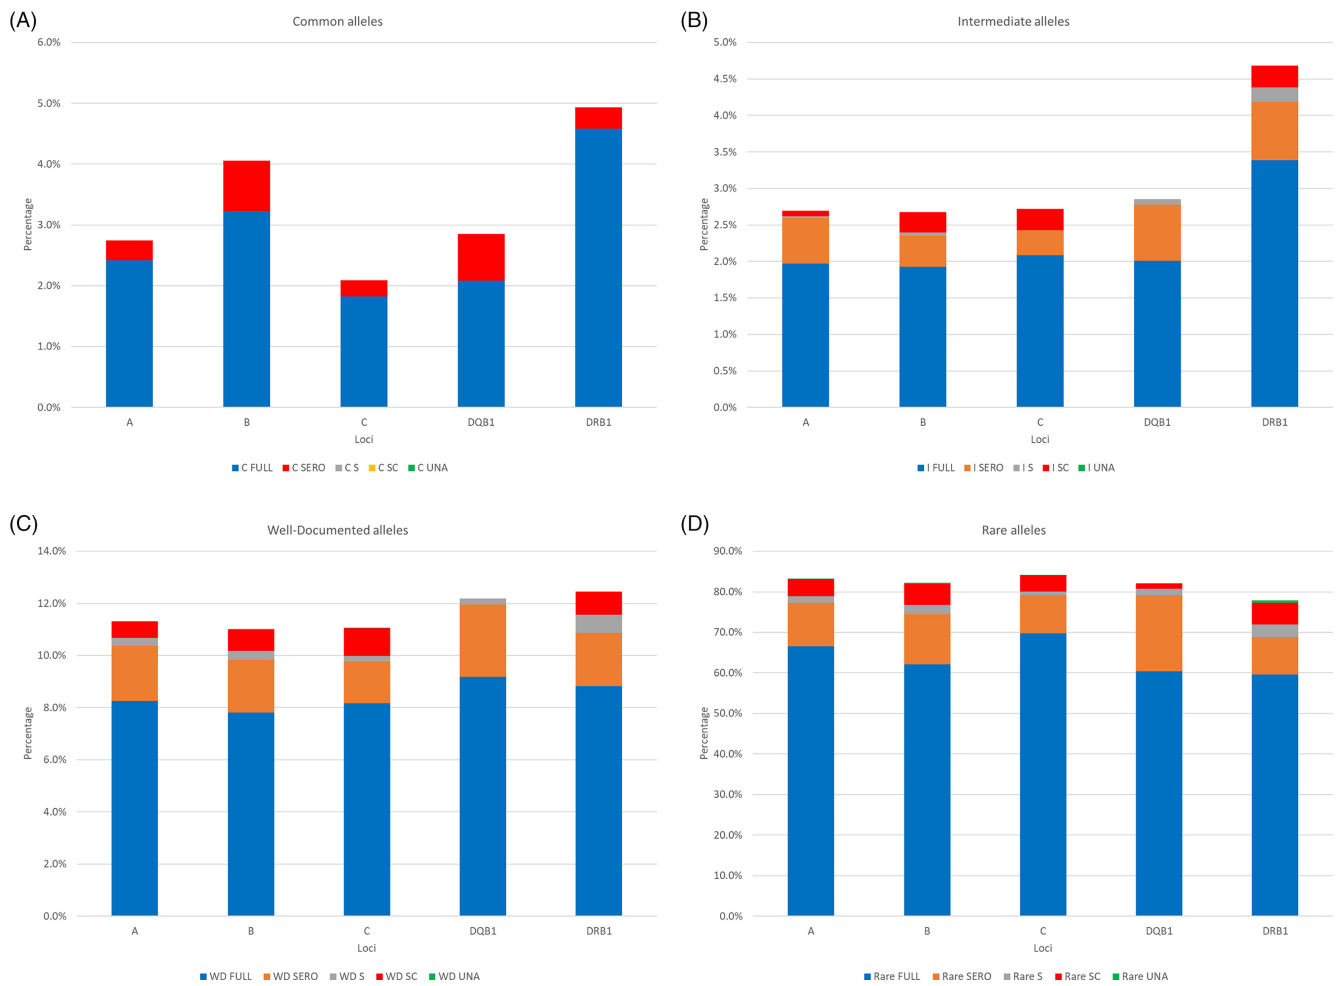 (A)
Common alleles
6.0%
5.0%
4.0%
3.0%
2.0%
1.0%
0.0%
Percentage
A B C DQB1 DRB1
Loci
C FULL C SERO C S C SC C UNA
(B)
Intermediate alleles
5.0%
4.5%
4.0%
3.5%
3.0%
2.5%
2.0%
1.5%
1.0%
0.5%
0.0%
Percentage
A B C DQB1 DRB1
Loci
I FULL I SERO I S I SC I UNA
(C)
Well-Documented alleles
14.0%
12.0%
10.0%
8.0%
6.0%
4.0%
2.0%
0.0%
Percentage
A B C DQB1 DRB1
Loci
WD FULL WD SERO WD S WD SC WD UNA
(D)
Rare alleles
90.0%
80.0%
70.0%
60.0%
50.0%
40.0%
30.0%
20.0%
10.0%
0.0%
Percentage
A B C DQB1 DRB1
Loci
Rare FULL Rare SERO Rare S Rare SC Rare UNA